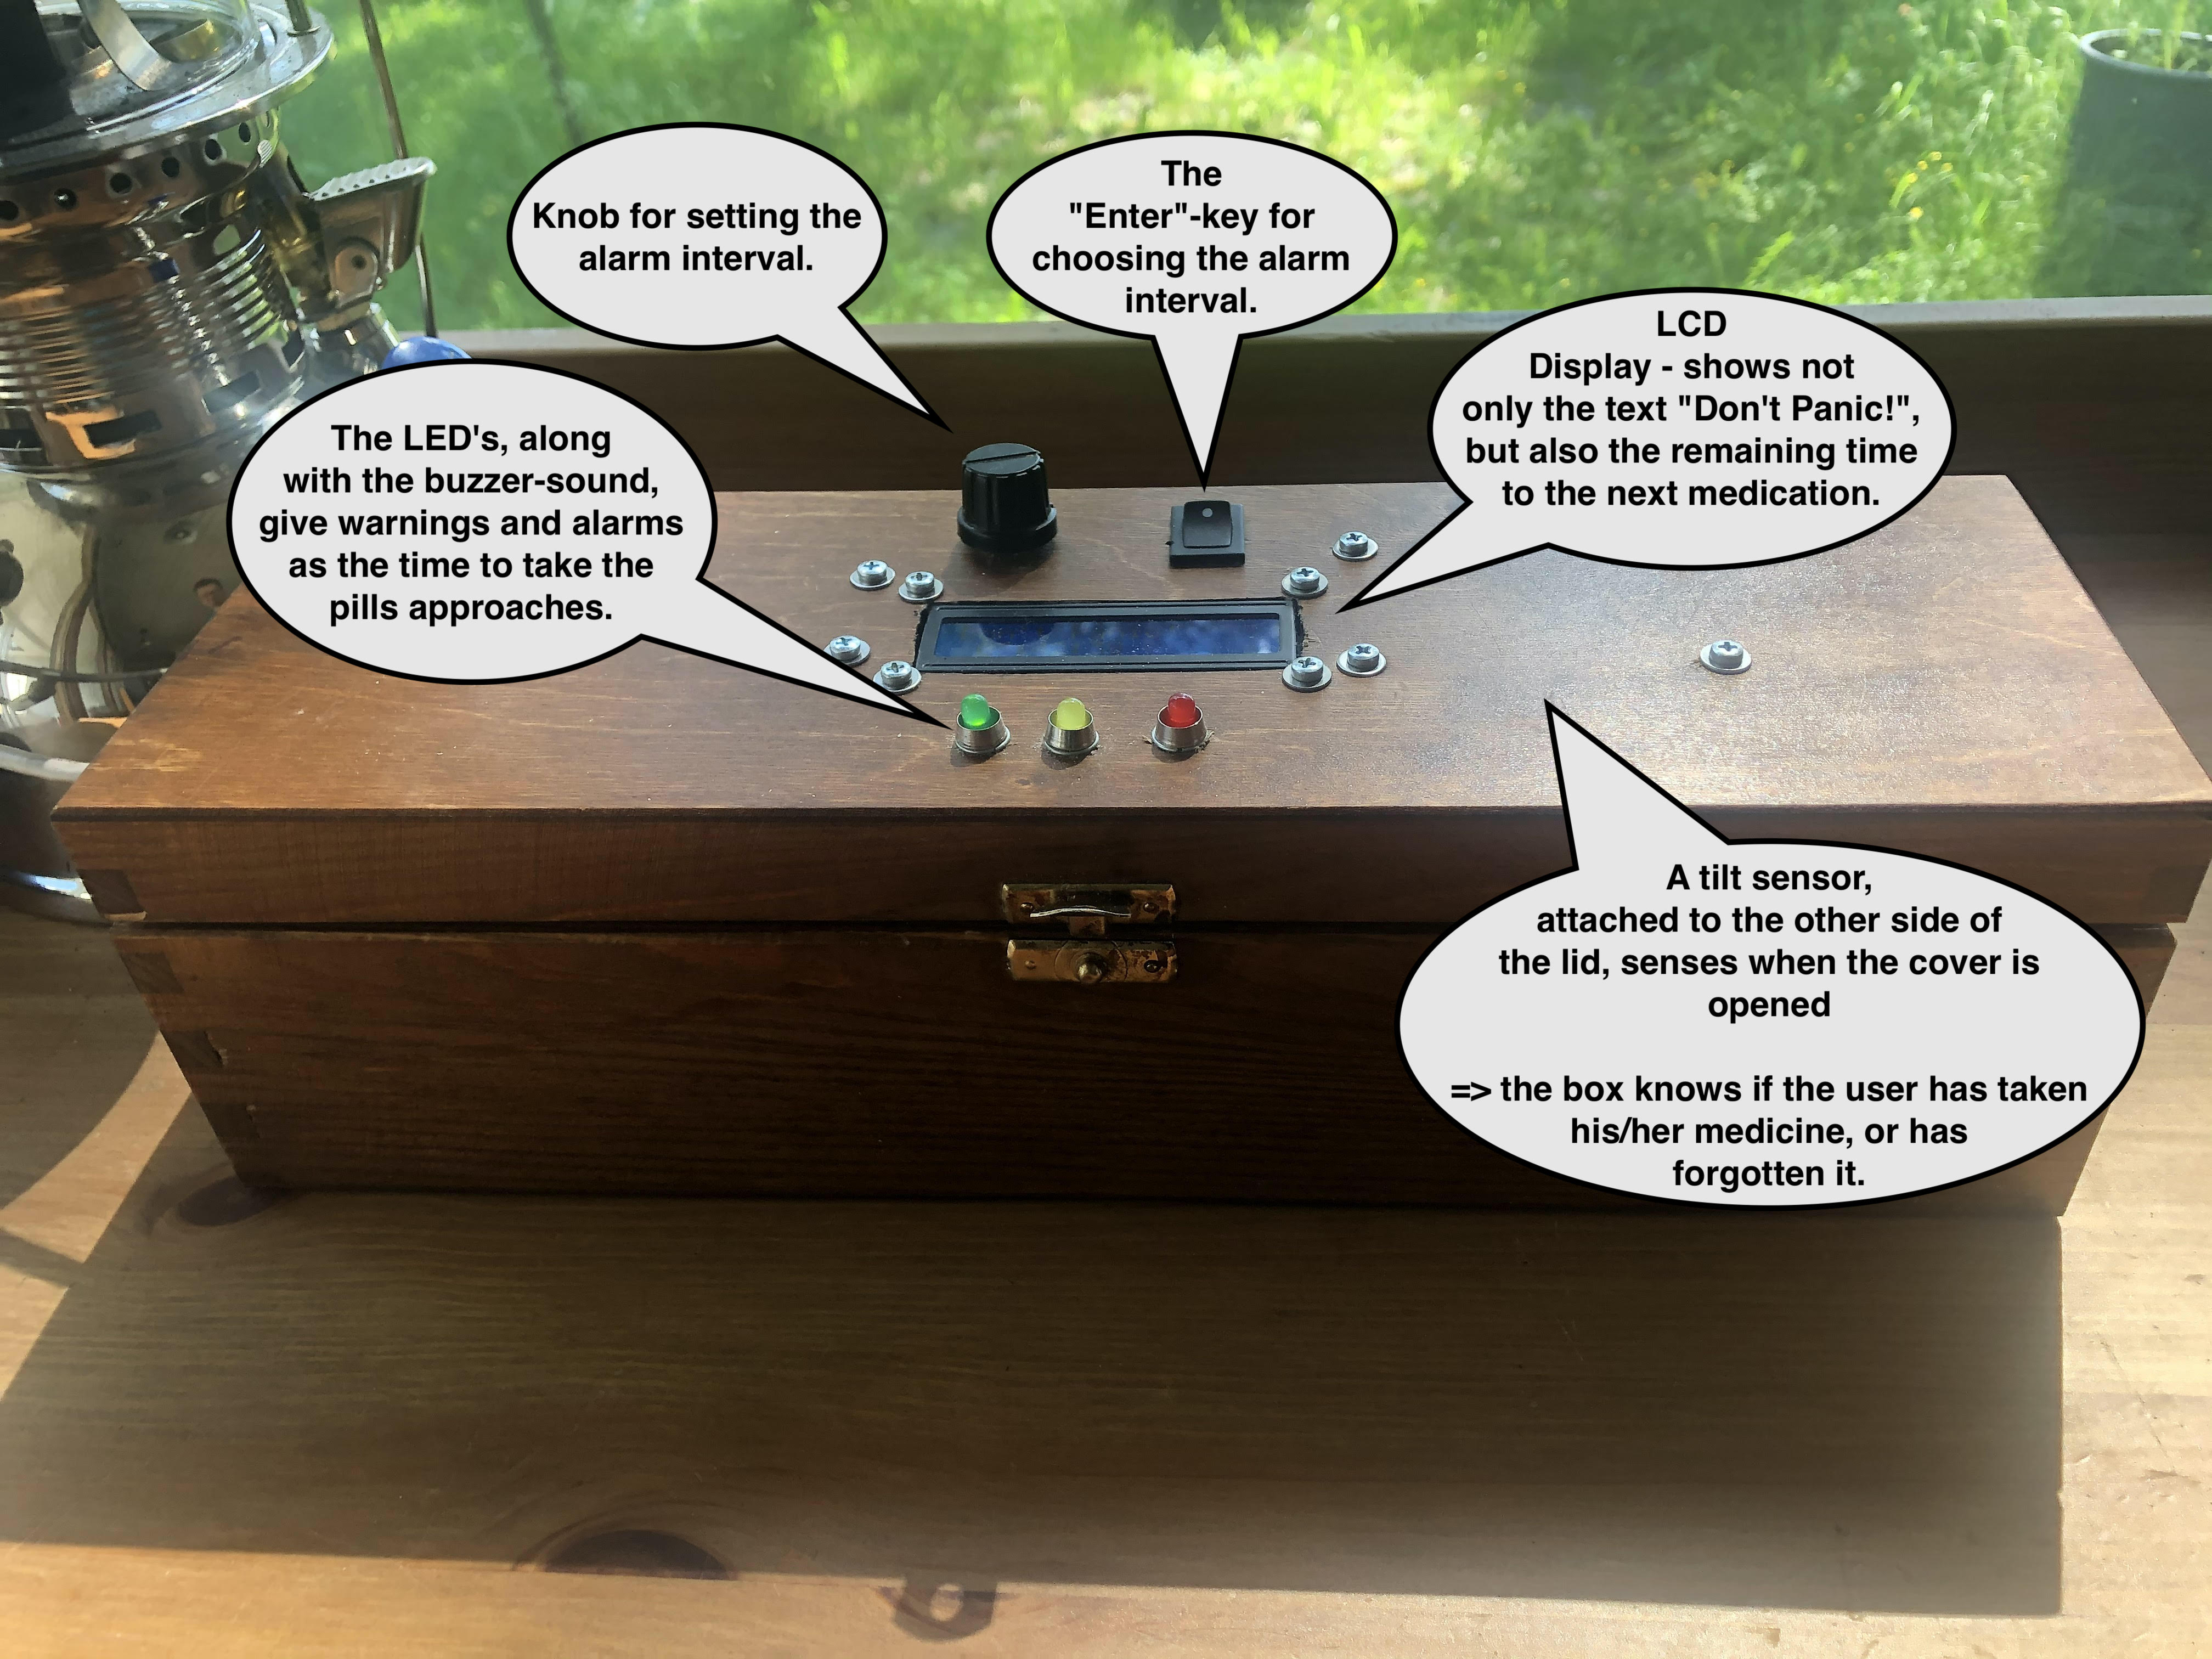 Knob for setting the
alarm interval.
The
"Enter"-key for
choosing the alarm
interval.
LCD
Display - shows not
only the text "Don't Panic!",
but also the remaining time
to the next medication.
The LED's, along
with the buzzer-sound,
give warnings and alarms
as the time to take the
pills approaches.
A tilt sensor,
attached to the other side of
the lid, senses when the cover is
opened
=> the box knows if the user has taken
his/her medicine, or has
forgotten it.